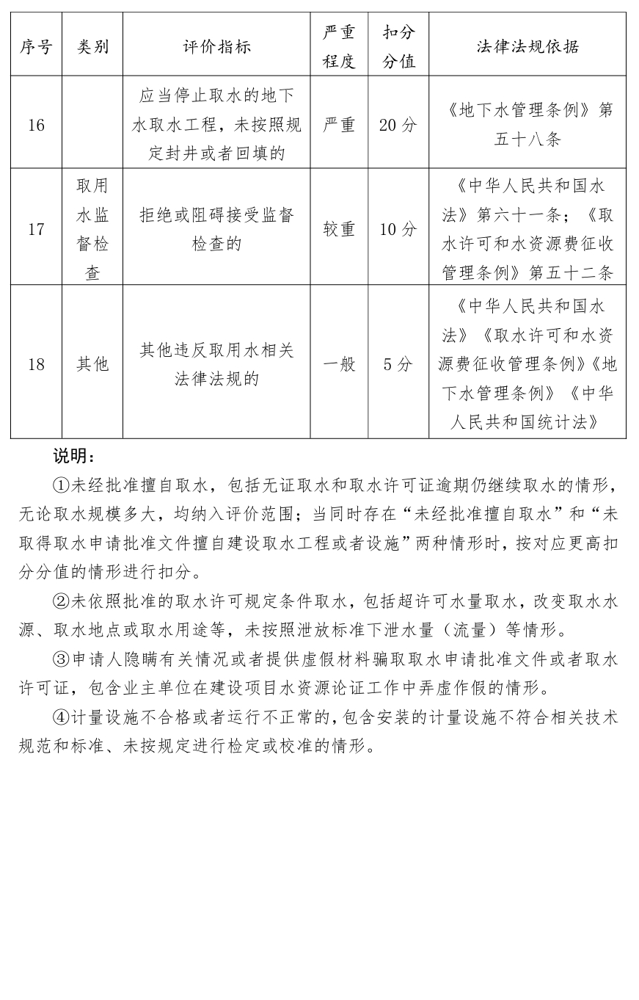 序号 类别 评价指标 严重程度 扣分分值 法律法规依据
16 应当停止取水的地下水取水工程，未按照规定封井或者回填的 严重 20 分 《地下水管理条例》第五十八条
17 取用水监督检查 拒绝或阻碍接受监督检查的 较重 10 分 《中华人民共和国水法》第六十一条；《取水许可和水资源费征收管理条例》第五十二条
18 其他 其他违反取用水相关法律法规的 一般 5 分 《中华人民共和国水法》《取水许可和水资源费征收管理条例》《地下水管理条例》《中华人民共和国统计法》
说明：
①未经批准擅自取水，包括无证取水和取水许可证逾期仍继续取水的情形，
无论取水规模多大，均纳入评价范围；当同时存在“未经批准擅自取水”和“未
取得取水申请批准文件擅自建设取水工程或者设施”两种情形时，按对应更高扣
分分值的情形进行扣分。
②未依照批准的取水许可规定条件取水，包括超许可水量取水，改变取水水
源、取水地点或取水用途等，未按照泄放标准下泄水量（流量）等情形。
③申请人隐瞒有关情况或者提供虚假材料骗取取水申请批准文件或者取水
许可证，包含业主单位在建设项目水资源论证工作中弄虚作假的情形。
④计量设施不合格或者运行不正常的，包含安装的计量设施不符合相关技术
规范和标准、未按规定进行检定或校准的情形。